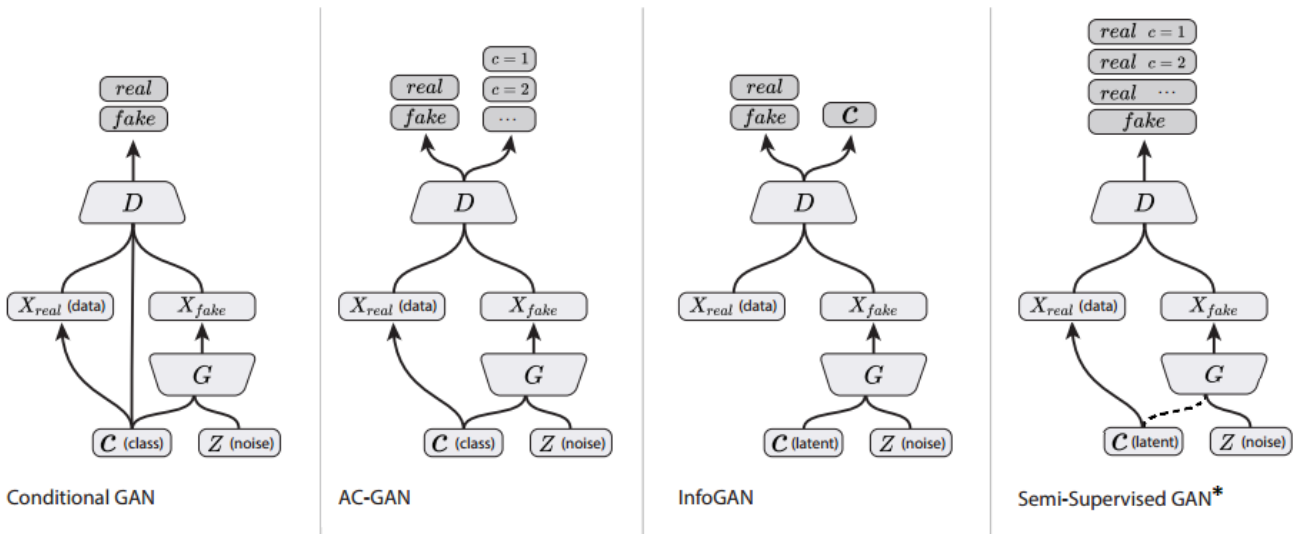 real
fake
D
X_real (data)
X_fake
G
C (class)
Z (noise)
Conditional GAN
real
fake
c = 1
c = 2
...
D
X_real (data)
X_fake
G
C (class)
Z (noise)
AC-GAN
real
fake
C
D
X_real (data)
X_fake
G
C (latent)
Z (noise)
InfoGAN
real c = 1
real c = 2
real ...
fake
D
X_real (data)
X_fake
G
C (latent)
Z (noise)
Semi-Supervised GAN*